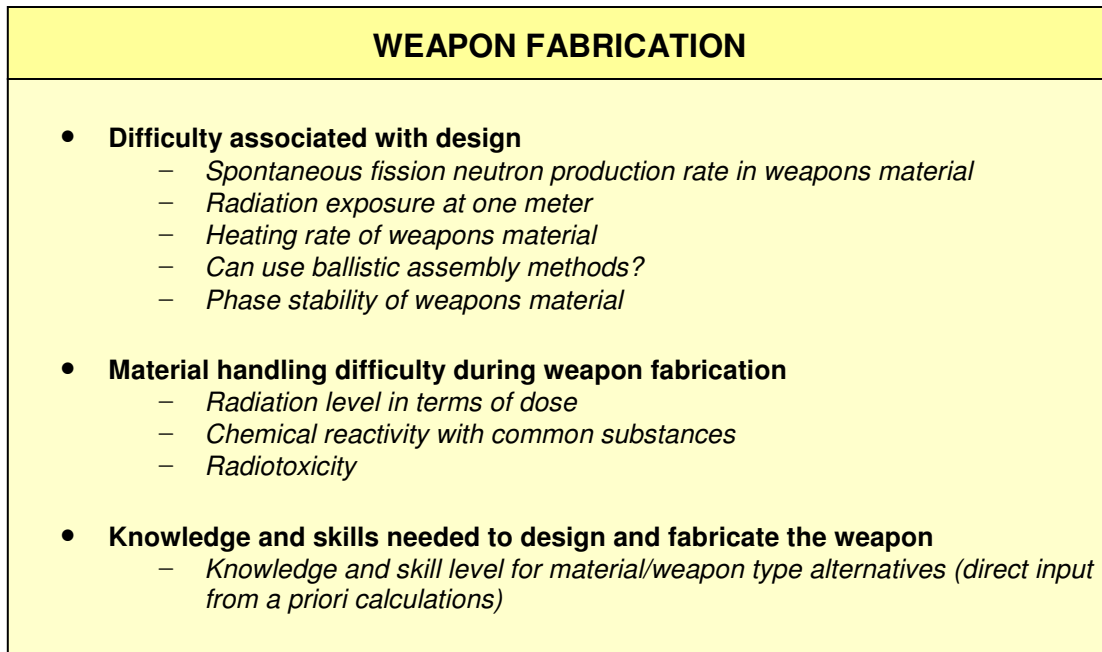 WEAPON FABRICATION
• Difficulty associated with design
– Spontaneous fission neutron production rate in weapons material
– Radiation exposure at one meter
– Heating rate of weapons material
– Can use ballistic assembly methods?
– Phase stability of weapons material
• Material handling difficulty during weapon fabrication
– Radiation level in terms of dose
– Chemical reactivity with common substances
– Radiotoxicity
• Knowledge and skills needed to design and fabricate the weapon
– Knowledge and skill level for material/weapon type alternatives (direct input
from a priori calculations)